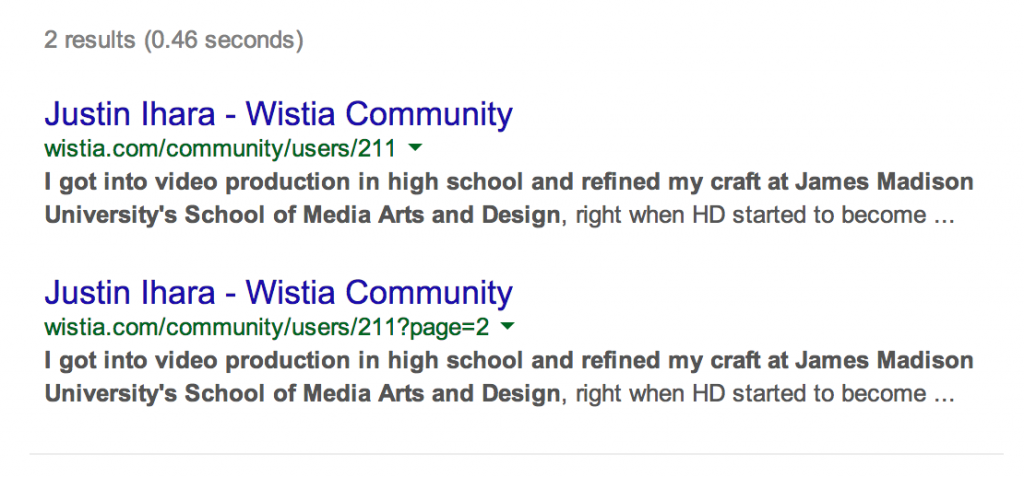 2 results (0.46 seconds)
Justin Ihara - Wistia Community
wistia.com/community/users/211
I got into video production in high school and refined my craft at James Madison
University's School of Media Arts and Design, right when HD started to become ...
Justin Ihara - Wistia Community
wistia.com/community/users/211?page=2
I got into video production in high school and refined my craft at James Madison
University's School of Media Arts and Design, right when HD started to become ...